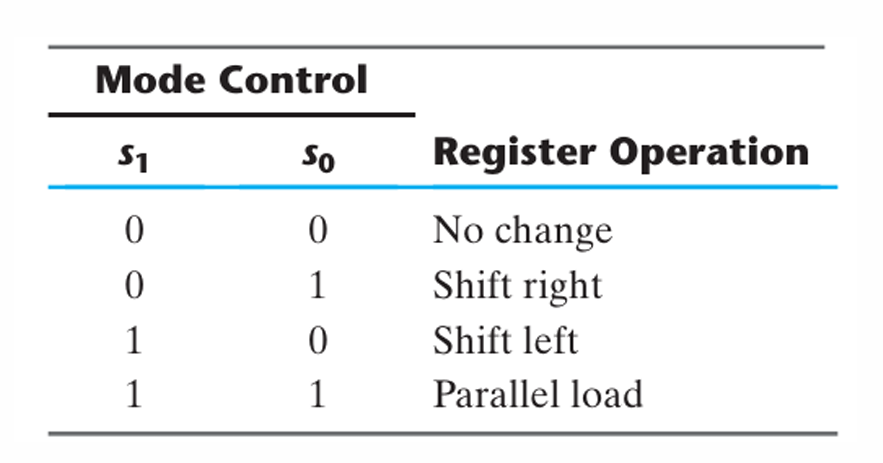 Mode Control
s1 s0 Register Operation
0 0 No change
0 1 Shift right
1 0 Shift left
1 1 Parallel load